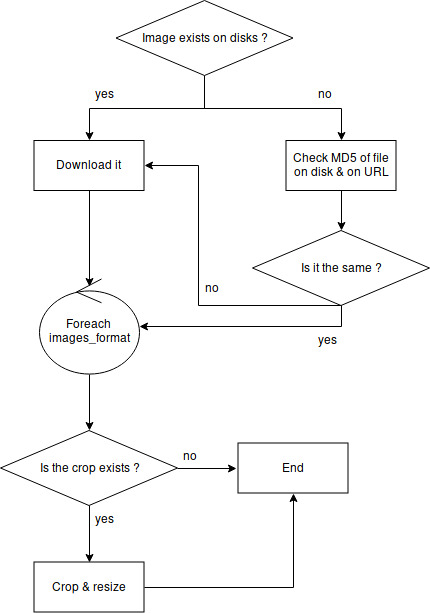 Image exists on disks ?
yes
no
Download it
Check MD5 of file
on disk & on URL
Is it the same ?
no
yes
Foreach
images_format
Is the crop exists ?
no
End
yes
Crop & resize